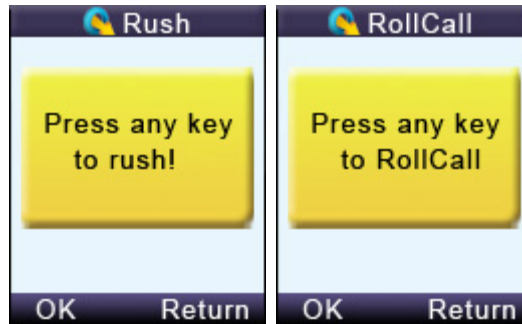 Rush
Press any key
to rush!
OK Return
RollCall
Press any key
to RollCall
OK Return